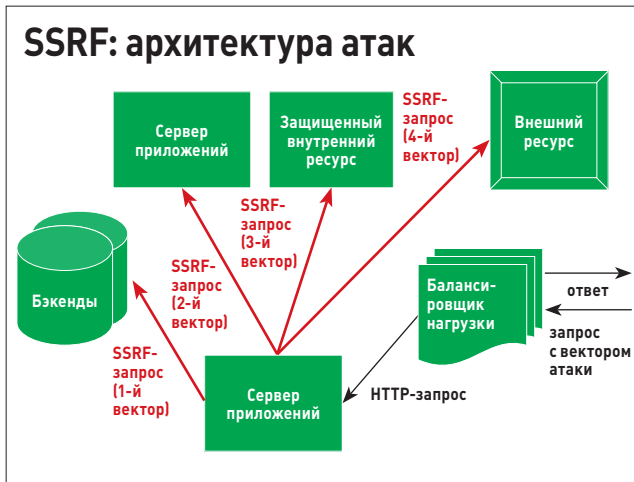 SSRF: архитектура атак
Сервер
приложений
Защищенный
внутренний
ресурс
SSRF-
запрос
(4-й
вектор)
Внешний
ресурс
SSRF-
запрос
(3-й
вектор)
Бэкенды
SSRF-
запрос
(2-й
вектор)
Баланси-
ровщик
нагрузки
ответ
запрос
с вектором
атаки
SSRF-
запрос
(1-й
вектор)
Сервер
приложений
HTTP-запрос